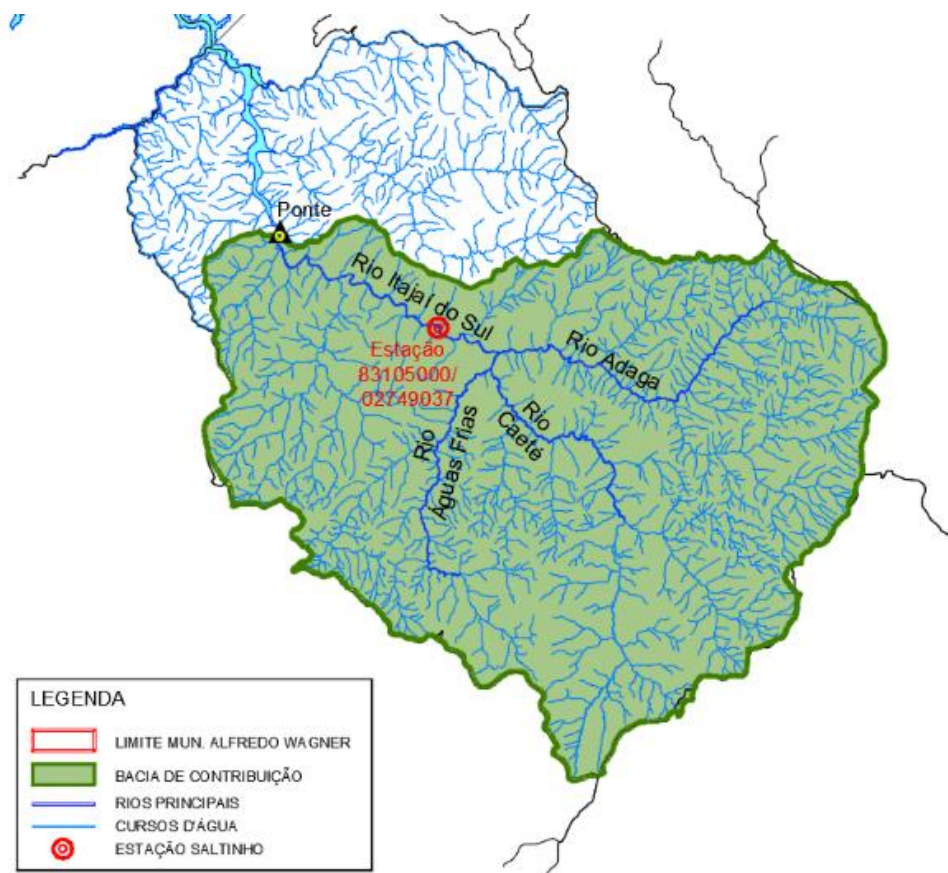 Ponte
Rio Itajaí do Sul
Estação
83105000/
02749037
Rio Adaga
Rio
Caeté
Rio
Águas Frias
LEGENDA
LIMITE MUN. ALFREDO WAGNER
BACIA DE CONTRIBUIÇÃO
RIOS PRINCIPAIS
CURSOS D'ÁGUA
ESTAÇÃO SALTINHO